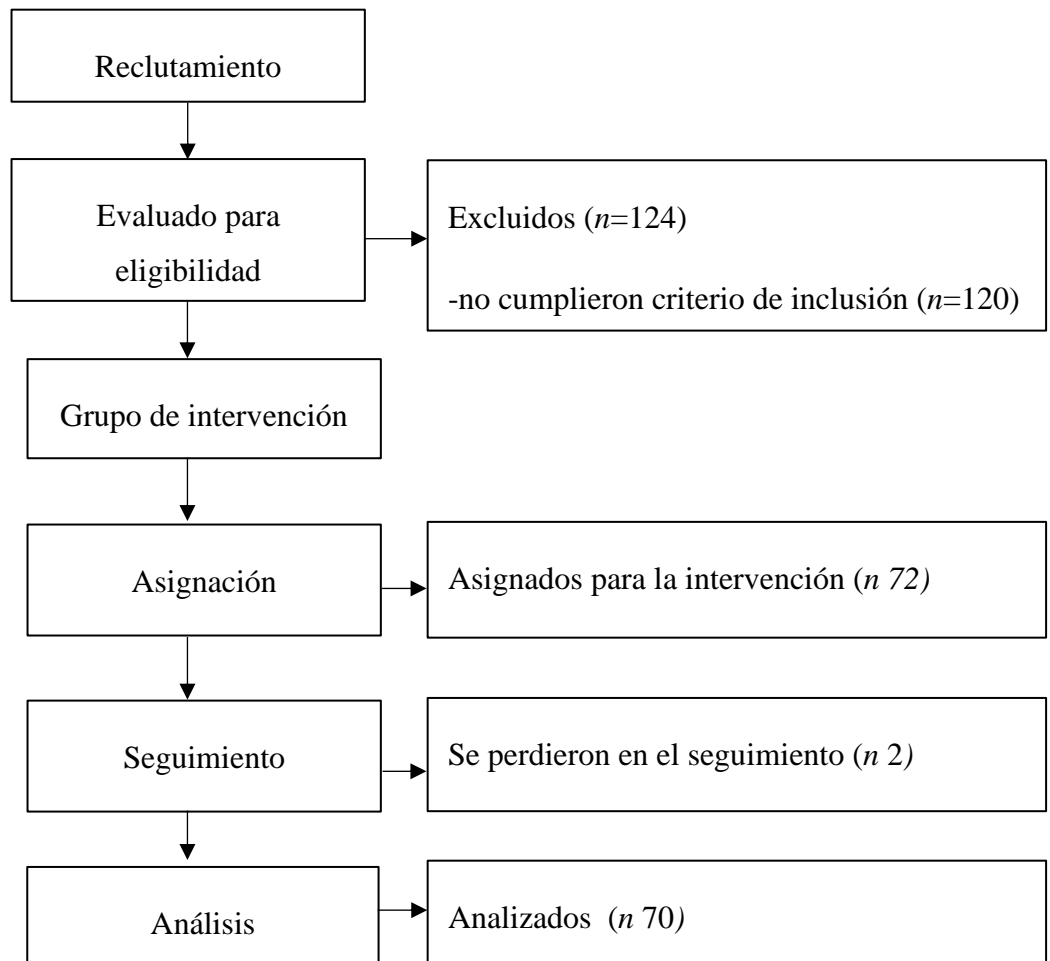 Reclutamiento
Evaluado para
eligibilidad
Excluidos (n=124)
-no cumplieron criterio de inclusión (n=120)
Grupo de intervención
Asignación
Asignados para la intervención (n 72)
Seguimiento
Se perdieron en el seguimiento (n 2)
Análisis
Analizados (n 70)